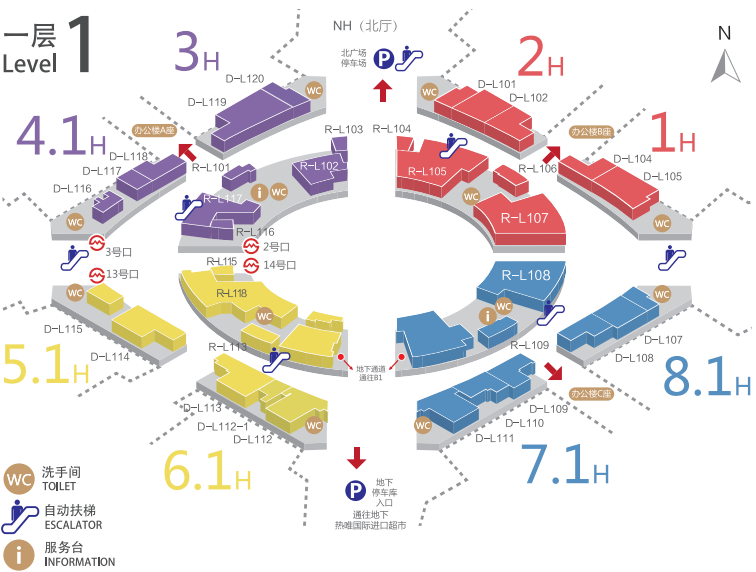 一层
Level
1
NH（北厅）
北广场
停车场
P
N
3H
D-L120
D-L119
WC
2H
D-L101
D-L102
WC
4.1H
办公楼A座
D-L118
D-L117
D-L116
WC
1H
办公楼B座
D-L104
D-L105
WC
R-L103
R-L104
R-L101
R-L102
R-L105
R-L106
R-L117
i
WC
WC
R-L107
R-L116
3号口
2号口
13号口
14号口
R-L115
R-L118
WC
R-L108
WC
i
R-L113
R-L109
地下通道
通往B1
WC
D-L115
D-L114
5.1H
WC
D-L107
D-L108
8.1H
D-L113
D-L112-1
D-L112
WC
6.1H
办公楼C座
D-L109
D-L110
D-L111
WC
7.1H
P
地下
停车库
入口
通往地下
热唯国际进口超市
WC
洗手间
TOILET
自动扶梯
ESCALATOR
i
服务台
INFORMATION